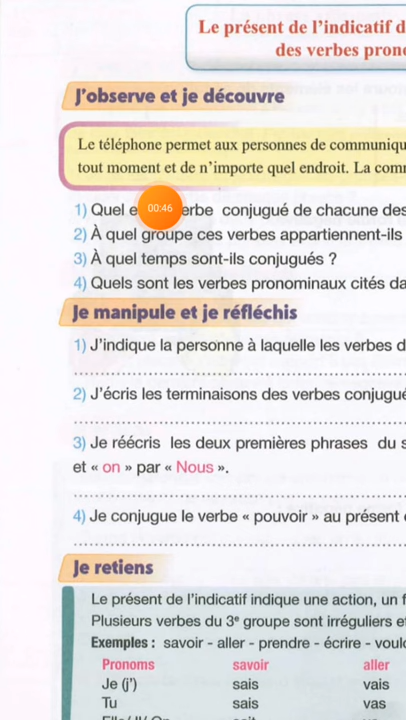 Le présent de l'indicatif d
des verbes prono
J'observe et je découvre
Le téléphone permet aux personnes de communiqu
tout moment et de n'importe quel endroit. La com
1) Quel e 00:46 erbe conjugué de chacune des
2) À quel groupe ces verbes appartiennent-ils
3) À quel temps sont-ils conjugués ?
4) Quels sont les verbes pronominaux cités da
Je manipule et je réfléchis
1) J'indique la personne à laquelle les verbes d
2) J'écris les terminaisons des verbes conjugué
3) Je réécris les deux premières phrases du s
et « on » par « Nous ».
4) Je conjugue le verbe « pouvoir » au présent
Je retiens
Le présent de l'indicatif indique une action, un f
Plusieurs verbes du 3e groupe sont irréguliers et
Exemples : savoir - aller - prendre - écrire - voulo
Pronoms savoir aller
Je (j') sais vais
Tu sais vas